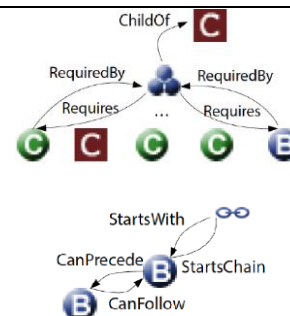 ChildOf C
RequiredBy RequiredBy
Requires ... Requires
C C C C B
StartsWith
CanPrecede B StartsChain
B CanFollow